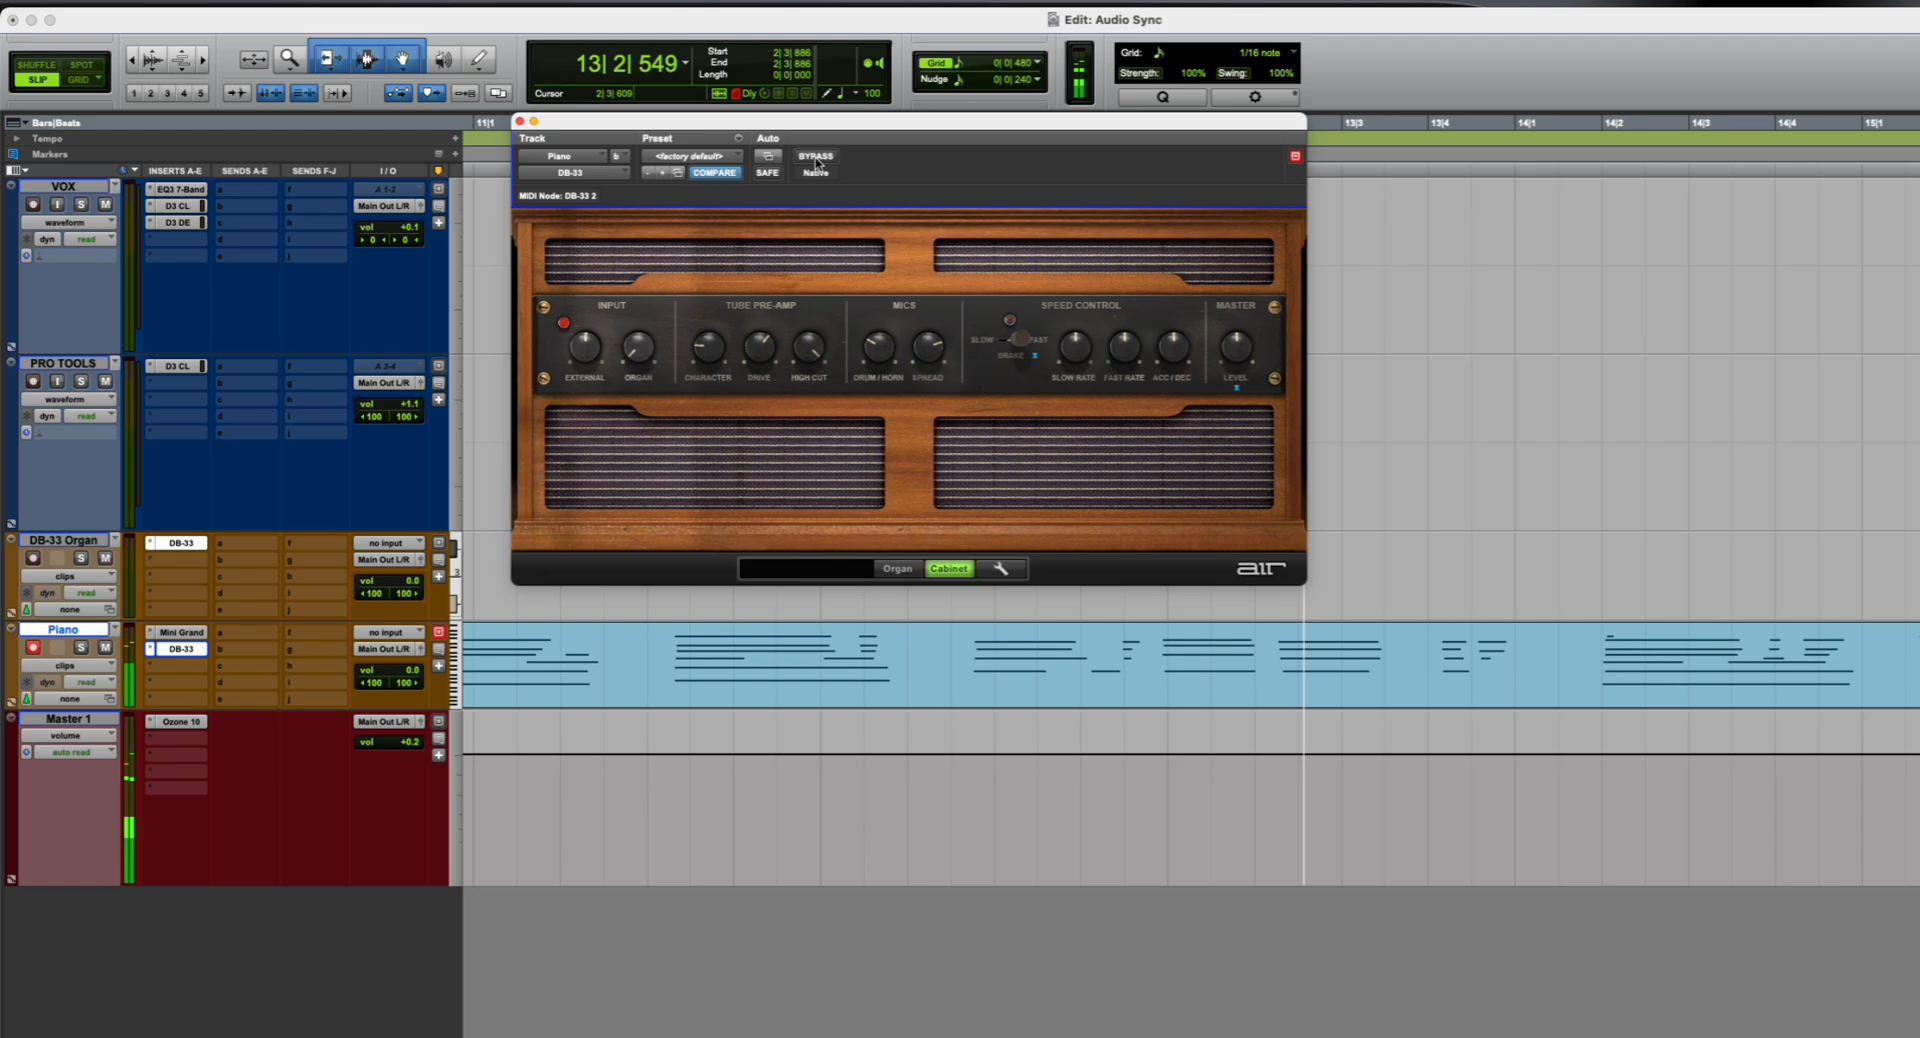 Edit: Audio Sync
SHUFFLE SPOT
SLIP GRID
1 2 3 4 5
13| 2| 549
Start 2| 3| 886
End 2| 3| 886
Length 0| 0| 000
Cursor 2| 3| 609
Dly
100
Grid 0| 0| 480
Nudge 0| 0| 240
Grid: 1/16 note
Strength: 100% Swing: 100%
Q
Bars|Beats
Tempo
Markers
11|1 13|3 13|4 14|1 14|2 14|3 14|4 15|1
INSERTS A-E SENDS A-E SENDS F-J I / O
VOX
I S M
waveform
dyn read
EQ3 7-Band
D3 CL
D3 DE
a b c d e
f g h i j
A 1-2
Main Out L/R
vol +0.1
0 0
PRO TOOLS
I S M
waveform
dyn read
D3 CL
a b c d e
f g h i j
A 3-4
Main Out L/R
vol +1.1
100 100
DB-33 Organ
S M
clips
dyn read
none
DB-33
a b c d e
f g h i j
no input
Main Out L/R
vol 0.0
100 100
3
Piano
S M
clips
dyn read
none
Mini Grand
DB-33
a b c d e
f g h i j
no input
Main Out L/R
vol 0.0
100 100
Master 1
volume
auto read
Ozone 10
Main Out L/R
vol +0.2
Track Preset Auto
Piano b <factory default> BYPASS
DB-33 - + COMPARE SAFE Native
MIDI Node: DB-33 2
INPUT TUBE PRE-AMP MICS SPEED CONTROL MASTER
SLOW FAST
BRAKE
EXTERNAL ORGAN CHARACTER DRIVE HIGH CUT DRUM / HORN SPREAD SLOW RATE FAST RATE ACC / DEC LEVEL
Organ Cabinet
air